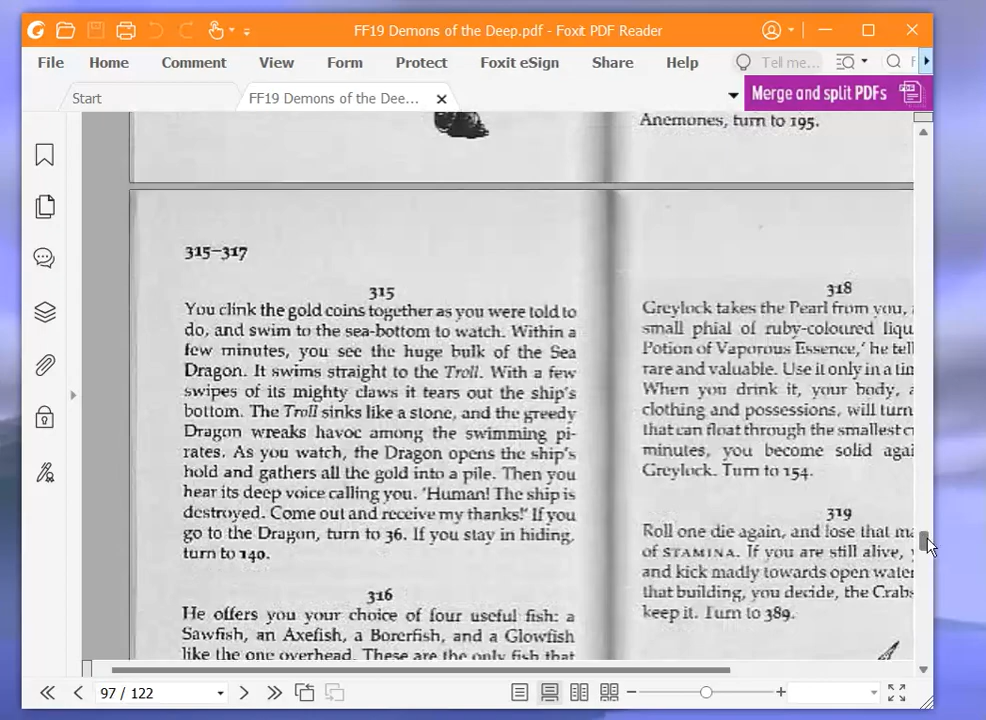 FF19 Demons of the Deep.pdf - Foxit PDF Reader
File Home Comment View Form Protect Foxit eSign Share Help Tell me... F
Start FF19 Demons of the Dee... Merge and split PDFs
Anemones, turn to 195.
315–317
315
You clink the gold coins together as you were told to
do, and swim to the sea-bottom to watch. Within a
few minutes, you see the huge bulk of the Sea
Dragon. It swims straight to the Troll. With a few
swipes of its mighty claws it tears out the ship's
bottom. The Troll sinks like a stone, and the greedy
Dragon wreaks havoc among the swimming pi-
rates. As you watch, the Dragon opens the ship's
hold and gathers all the gold into a pile. Then you
hear its deep voice calling you. 'Human! The ship is
destroyed. Come out and receive my thanks!' If you
go to the Dragon, turn to 36. If you stay in hiding,
turn to 140.
316
He offers you your choice of four useful fish: a
Sawfish, an Axefish, a Borerfish, and a Glowfish
like the one overhead. These are the only fish that
318
Greylock takes the Pearl from you,
small phial of ruby-coloured liqu
Potion of Vaporous Essence,' he tell
rare and valuable. Use it only in a tin
When you drink it, your body, a
clothing and possessions, will turn
that can float through the smallest c
minutes, you become solid agai
Greylock. Turn to 154.
319
Roll one die again, and lose that
of STAMINA. If you are still alive,
and kick madly towards open water
that building, you decide, the Crabs
keep it. Turn to 389.
97 / 122